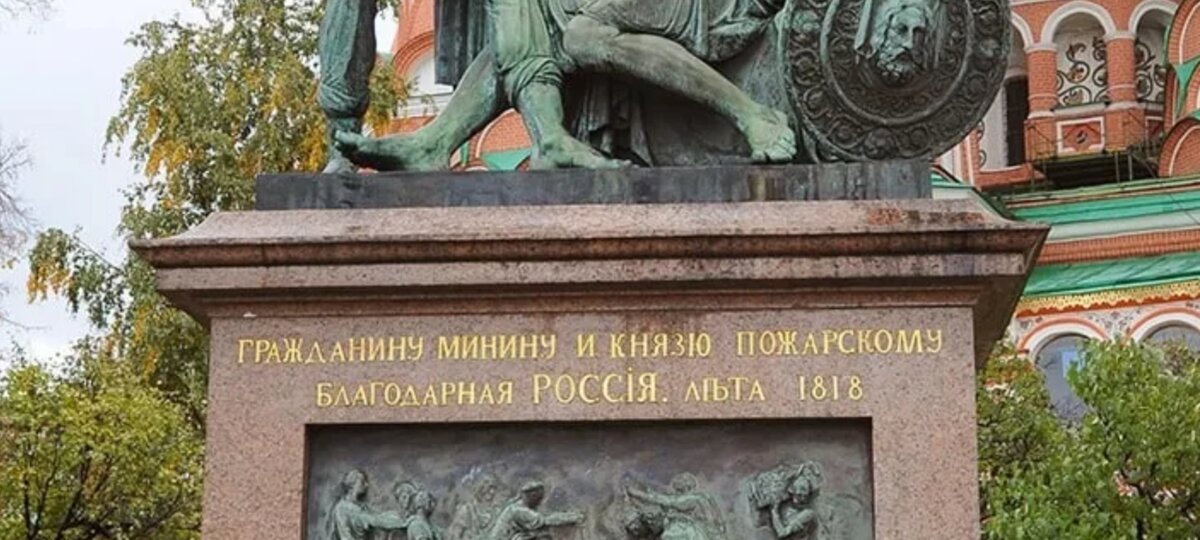 ГРАЖДАНИНУ МИНИНУ И КНЯЗЮ ПОЖАРСКОМУ
БЛАГОДАРНАЯ РОССІЯ. ЛѢТА 1818